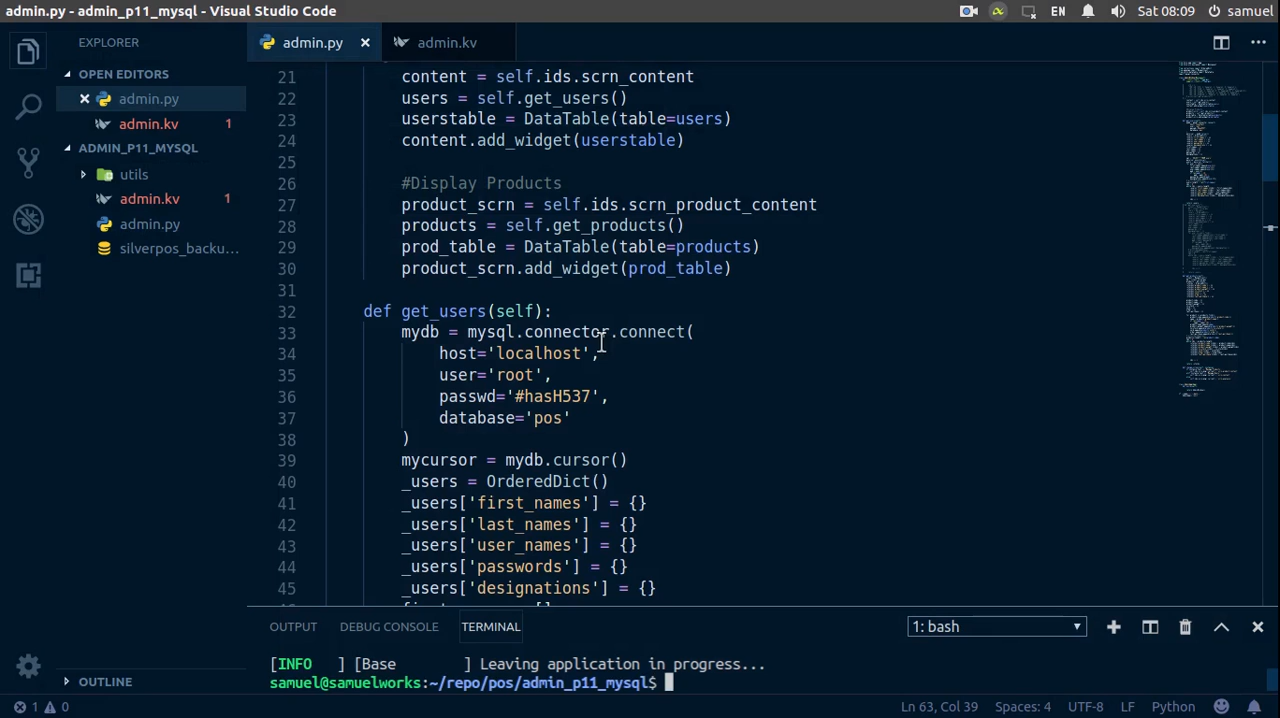 admin.py - admin_p11_mysql - Visual Studio Code
EN
Sat 08:09
samuel
EXPLORER
OPEN EDITORS
admin.py
admin.kv 1
ADMIN_P11_MYSQL
utils
admin.kv 1
admin.py
silverpos_backu...
OUTLINE
admin.py
admin.kv
21 content = self.ids.scrn_content
22 users = self.get_users()
23 userstable = DataTable(table=users)
24 content.add_widget(userstable)
25
26 #Display Products
27 product_scrn = self.ids.scrn_product_content
28 products = self.get_products()
29 prod_table = DataTable(table=products)
30 product_scrn.add_widget(prod_table)
31
32 def get_users(self):
33 mydb = mysql.connector.connect(
34 host='localhost',
35 user='root',
36 passwd='#hasH537',
37 database='pos'
38 )
39 mycursor = mydb.cursor()
40 _users = OrderedDict()
41 _users['first_names'] = {}
42 _users['last_names'] = {}
43 _users['user_names'] = {}
44 _users['passwords'] = {}
45 _users['designations'] = {}
OUTPUT DEBUG CONSOLE TERMINAL
1: bash
[INFO ] [Base ] Leaving application in progress...
samuel@samuelworks:~/repo/pos/admin_p11_mysql$
1 0
Ln 63, Col 39 Spaces: 4 UTF-8 LF Python